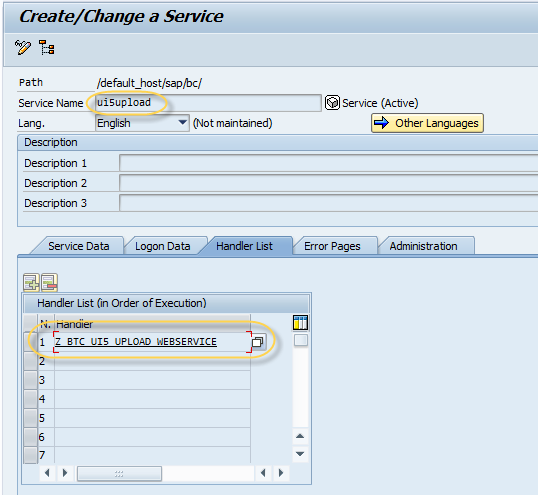 Create/Change a Service
Path /default_host/sap/bc/
Service Name ui5upload Service (Active)
Lang. English (Not maintained) Other Languages
Description
Description 1
Description 2
Description 3
Service Data Logon Data Handler List Error Pages Administration
Handler List (in Order of Execution)
N. Handler
1 Z_BTC_UI5_UPLOAD_WEBSERVICE
2
3
4
5
6
7